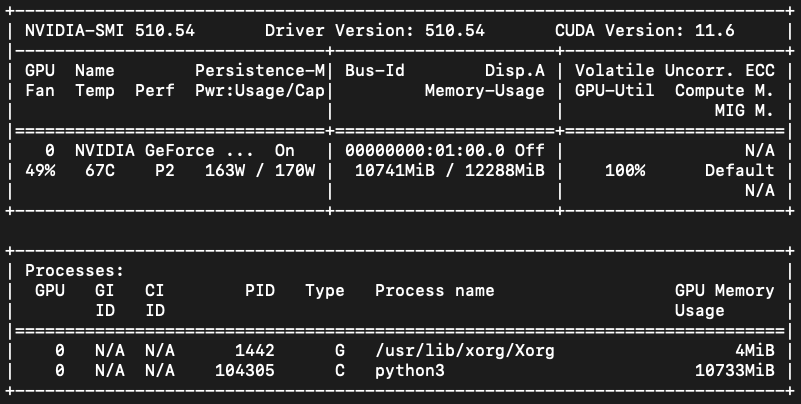 +-----------------------------------------------------------------------------+
| NVIDIA-SMI 510.54       Driver Version: 510.54       CUDA Version: 11.6     |
|-------------------------------+----------------------+----------------------+
| GPU  Name        Persistence-M| Bus-Id        Disp.A | Volatile Uncorr. ECC |
| Fan  Temp  Perf  Pwr:Usage/Cap|         Memory-Usage | GPU-Util  Compute M. |
|                               |                      |               MIG M. |
|===============================+======================+======================|
|   0  NVIDIA GeForce ...  On   | 00000000:01:00.0 Off |                  N/A |
| 49%   67C    P2   163W / 170W |  10741MiB / 12288MiB |    100%      Default |
|                               |                      |                  N/A |
+-------------------------------+----------------------+----------------------+

+-----------------------------------------------------------------------------+
| Processes:                                                                  |
|  GPU   GI   CI        PID   Type   Process name                  GPU Memory |
|        ID   ID                                                   Usage      |
|=============================================================================|
|    0   N/A  N/A      1442      G   /usr/lib/xorg/Xorg                  4MiB |
|    0   N/A  N/A    104305      C   python3                         10733MiB |
+-----------------------------------------------------------------------------+